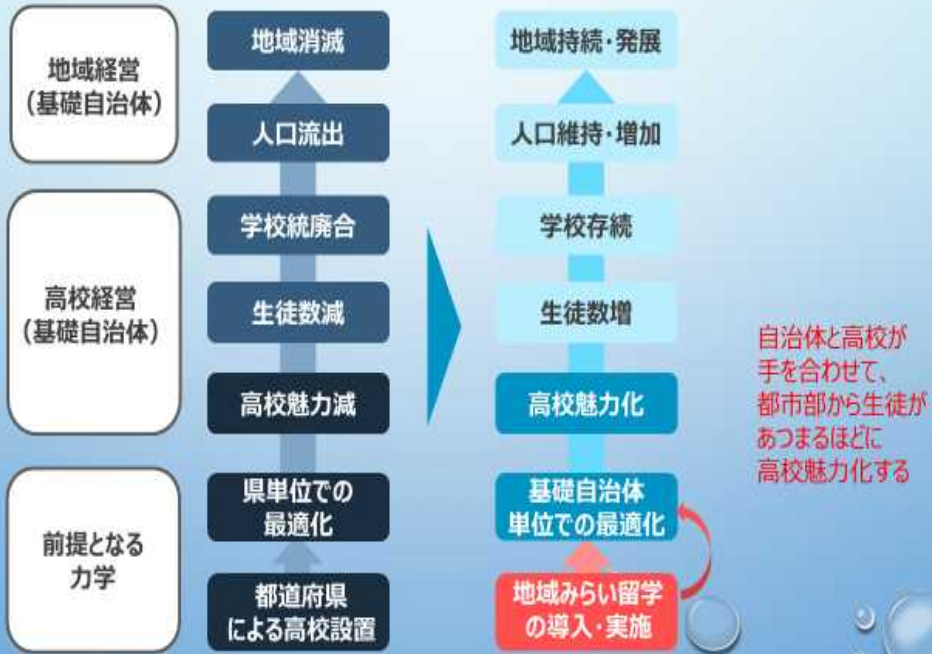 地域経営
（基礎自治体）
高校経営
（基礎自治体）
前提となる
力学
地域消滅
人口流出
学校統廃合
生徒数減
高校魅力減
県単位での
最適化
都道府県
による高校設置
地域持続・発展
人口維持・増加
学校存続
生徒数増
高校魅力化
基礎自治体
単位での最適化
地域みらい留学
の導入・実施
自治体と高校が
手を合わせて、
都市部から生徒が
あつまるほどに
高校魅力化する